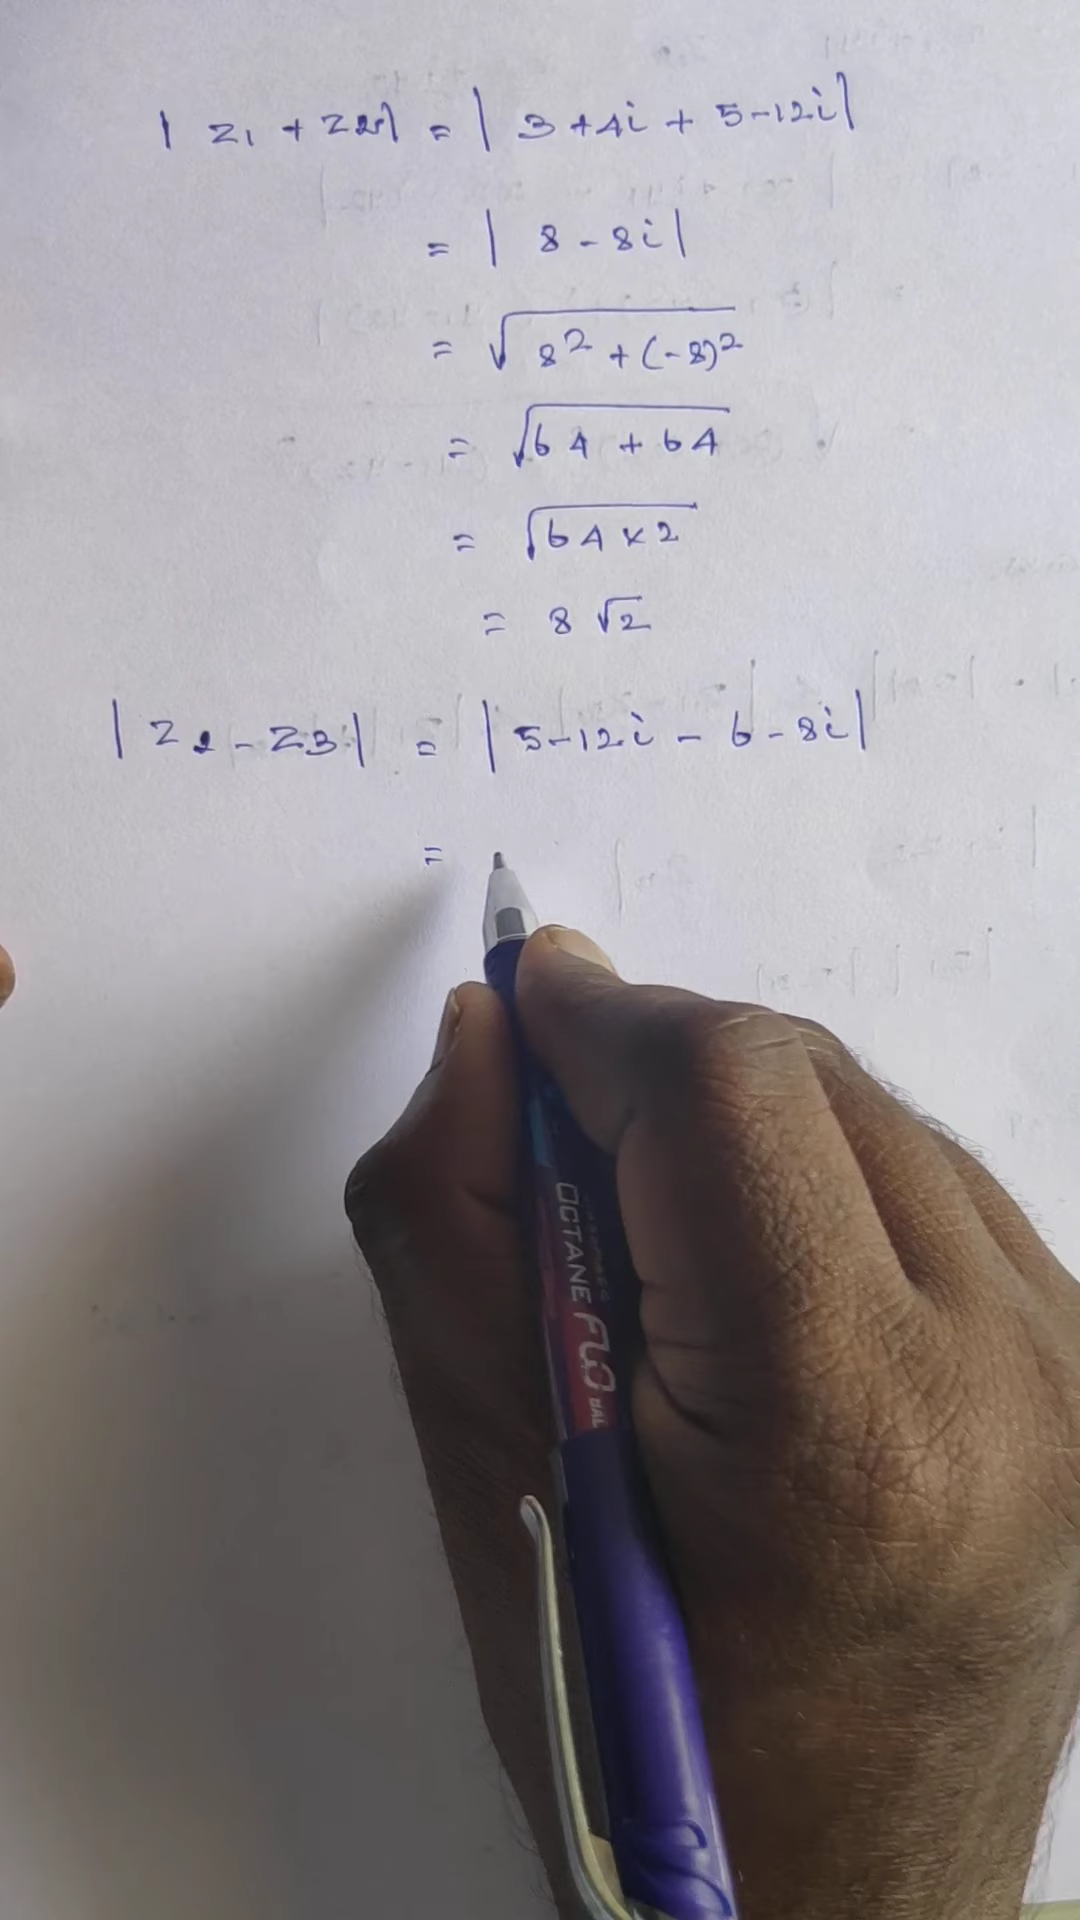 | z₁ + z₂| = | 3 + 4i + 5 - 12i |
= | 8 - 8i |
= √8² + (-8)²
= √64 + 64
= √64 × 2
= 8 √2
| z₂ - z₃ | = | 5 - 12i - 6 - 8i |
=
OCTANE FLO